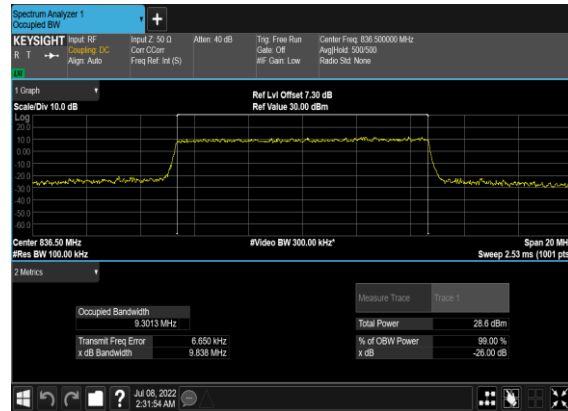 Spectrum Analyzer 1
Occupied BW
+
KEYSIGHT Input: RF Input Z: 50 Ω Atten: 40 dB Trig: Free Run Center Freq: 836.500000 MHz
R T Coupling: DC Corr CCorr Gate: Off Avg|Hold: 500/500
Align: Auto Freq Ref: Int (S) #IF Gain: Low Radio Std: None
LW
1 Graph
Ref Lvl Offset 7.30 dB
Scale/Div 10.0 dB Ref Value 30.00 dBm
Log
20.0
10.0
0.00
-10.0
-20.0
-30.0
-40.0
-50.0
-60.0
Center 836.50 MHz #Video BW 300.00 kHz* Span 20 MH
#Res BW 100.00 kHz Sweep 2.53 ms (1001 pts
2 Metrics
Measure Trace Trace 1
Occupied Bandwidth
9.3013 MHz Total Power 28.6 dBm
Transmit Freq Error 6.650 kHz % of OBW Power 99.00 %
x dB Bandwidth 9.838 MHz x dB -26.00 dB
? Jul 08, 2022
2:31:54 AM